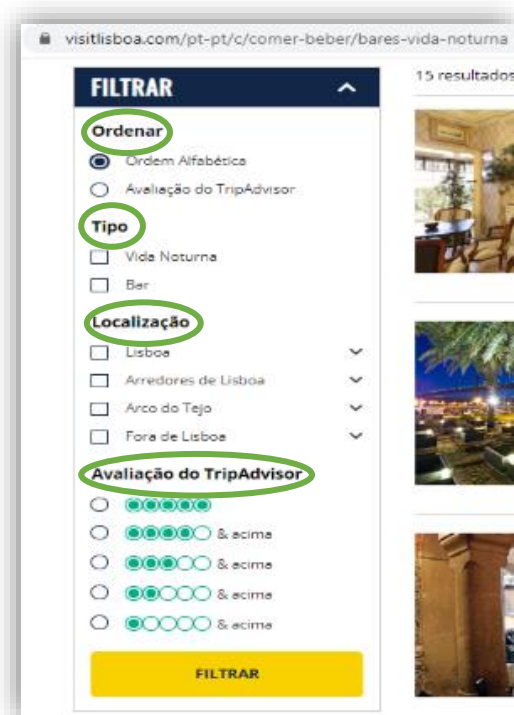 visitlisboa.com/pt-pt/c/comer-beber/bares-vida-noturna
FILTRAR
15 resultados
Ordenar
Ordem Alfabética
Avaliação do TripAdvisor
Tipo
Vida Noturna
Bar
Localização
Lisboa
Arredores de Lisboa
Arco do Tejo
Fora de Lisboa
Avaliação do TripAdvisor
& acima
& acima
& acima
& acima
FILTRAR